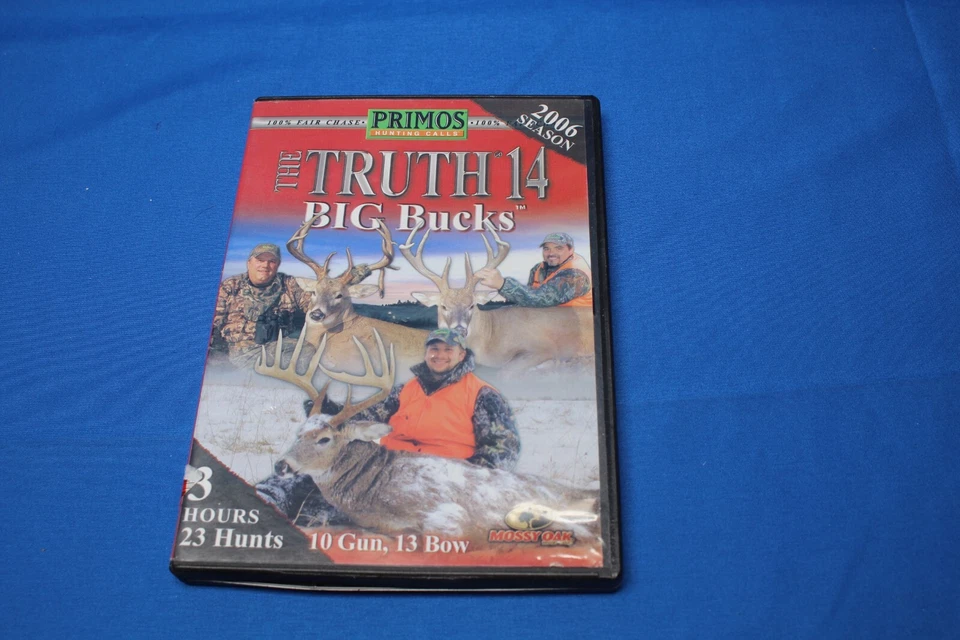 100% FAIR CHASE •
PRIMOS
HUNTING CALLS
• 100%
2006
SEASON
THE TRUTH® 14
BIG Bucks™
3
HOURS
23 Hunts
10 Gun, 13 Bow
MOSSY OAK